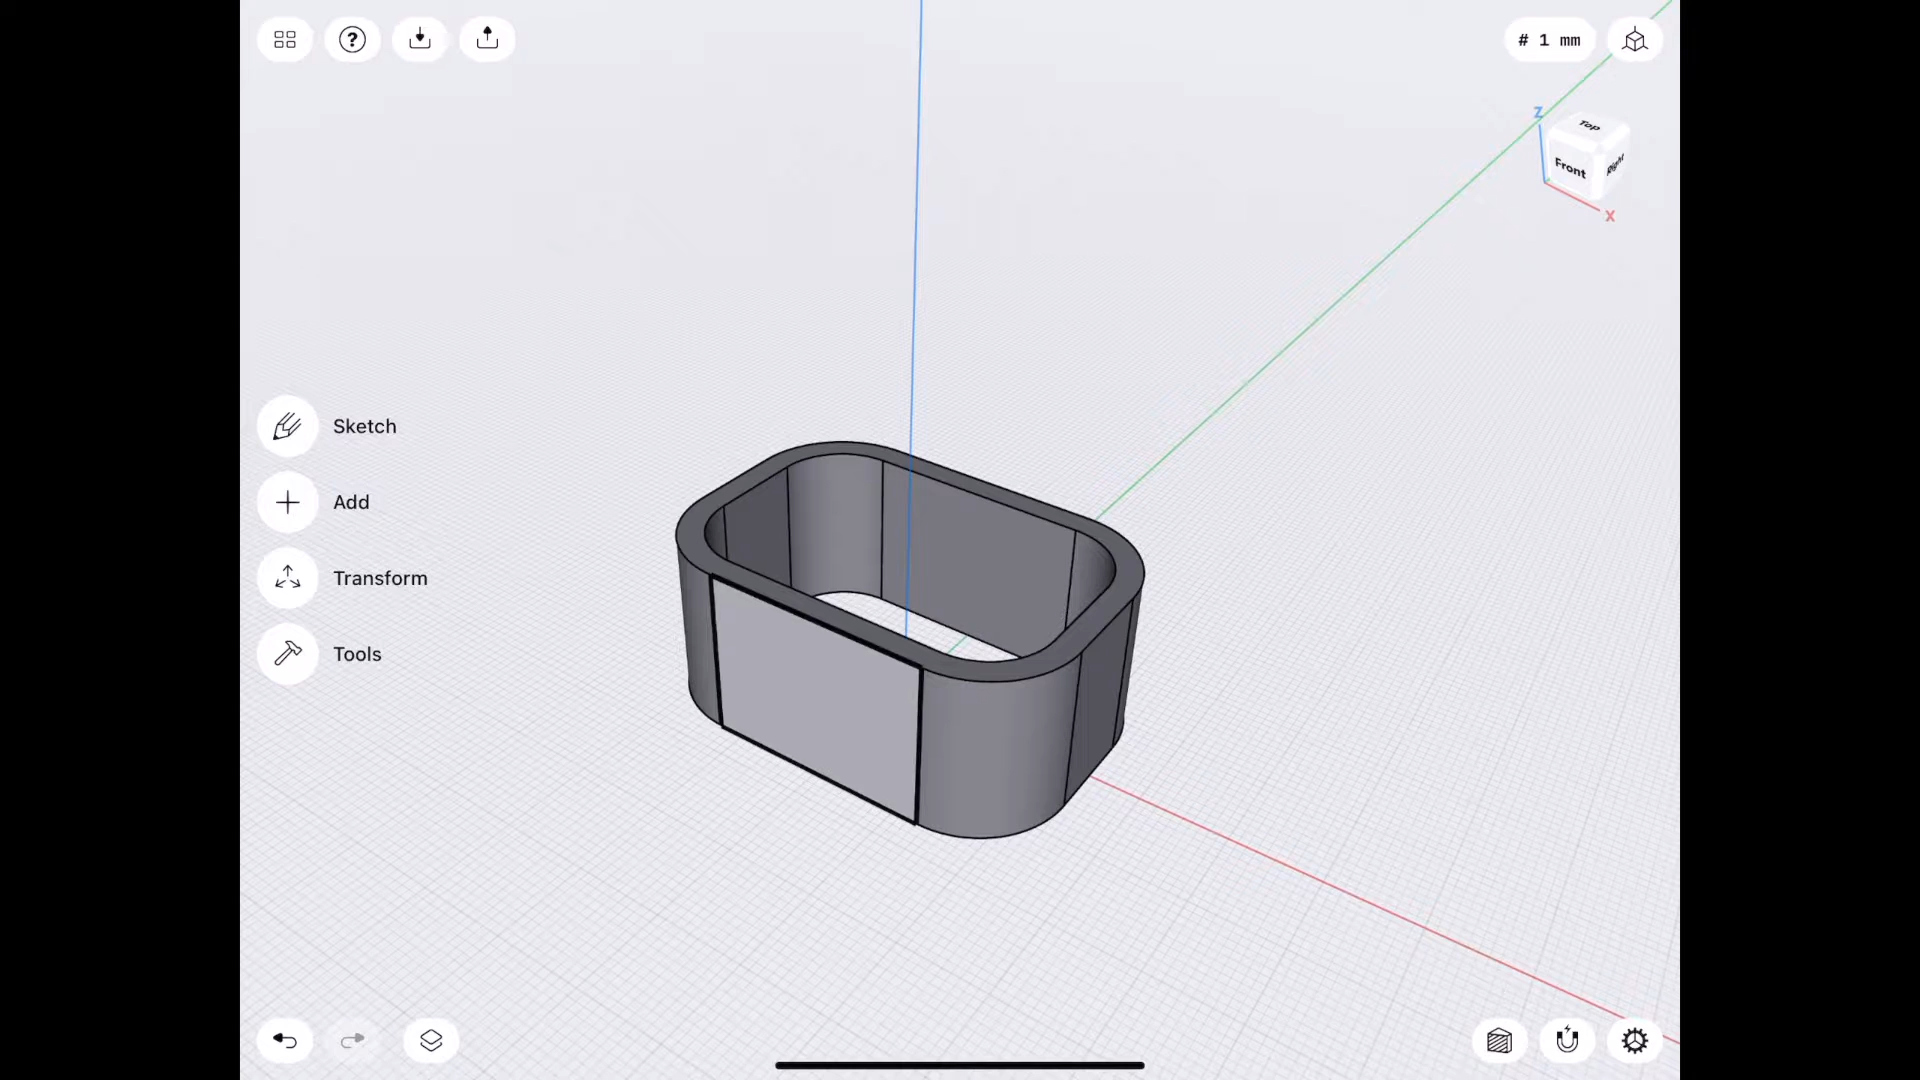 ?
# 1 mm
Z
Top
Front
Right
X
Sketch
Add
Transform
Tools